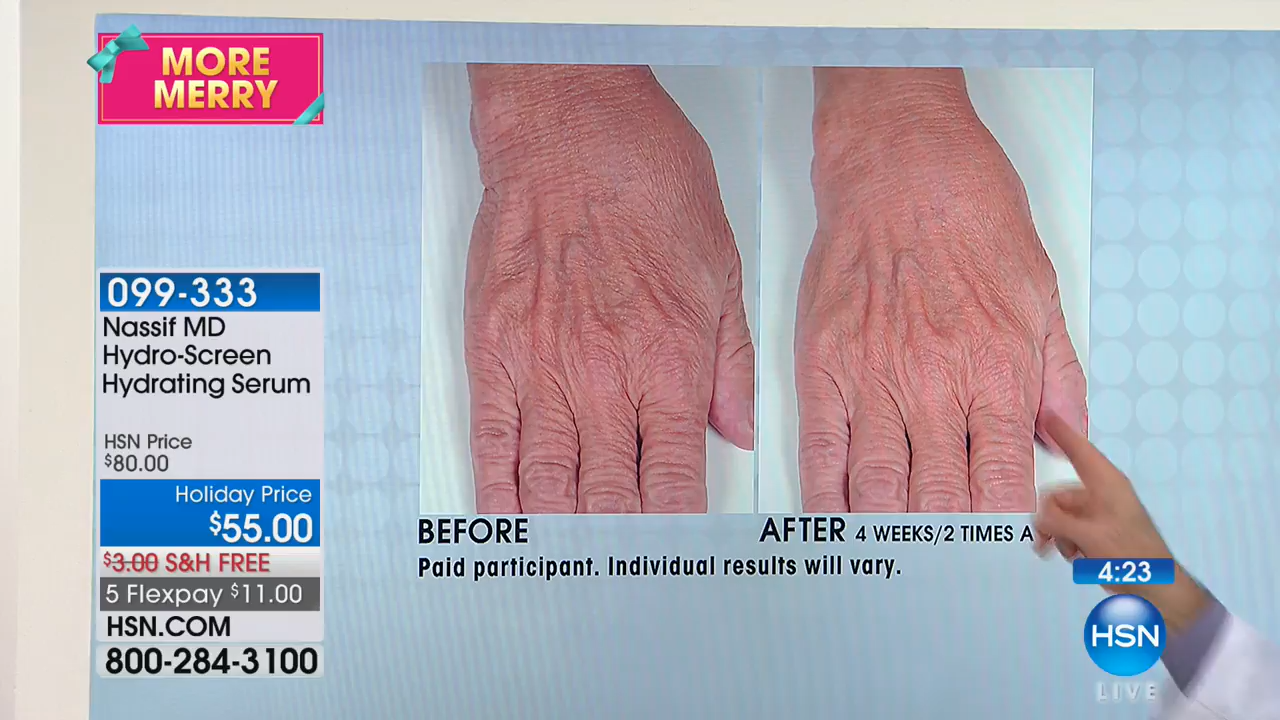 MORE
MERRY
099-333
Nassif MD
Hydro-Screen
Hydrating Serum
HSN Price
$80.00
Holiday Price
$55.00
$3.00 S&H FREE
5 Flexpay $11.00
HSN.COM
800-284-3100
BEFORE
AFTER 4 WEEKS/2 TIMES A
Paid participant. Individual results will vary.
4:23
HSN
LIVE